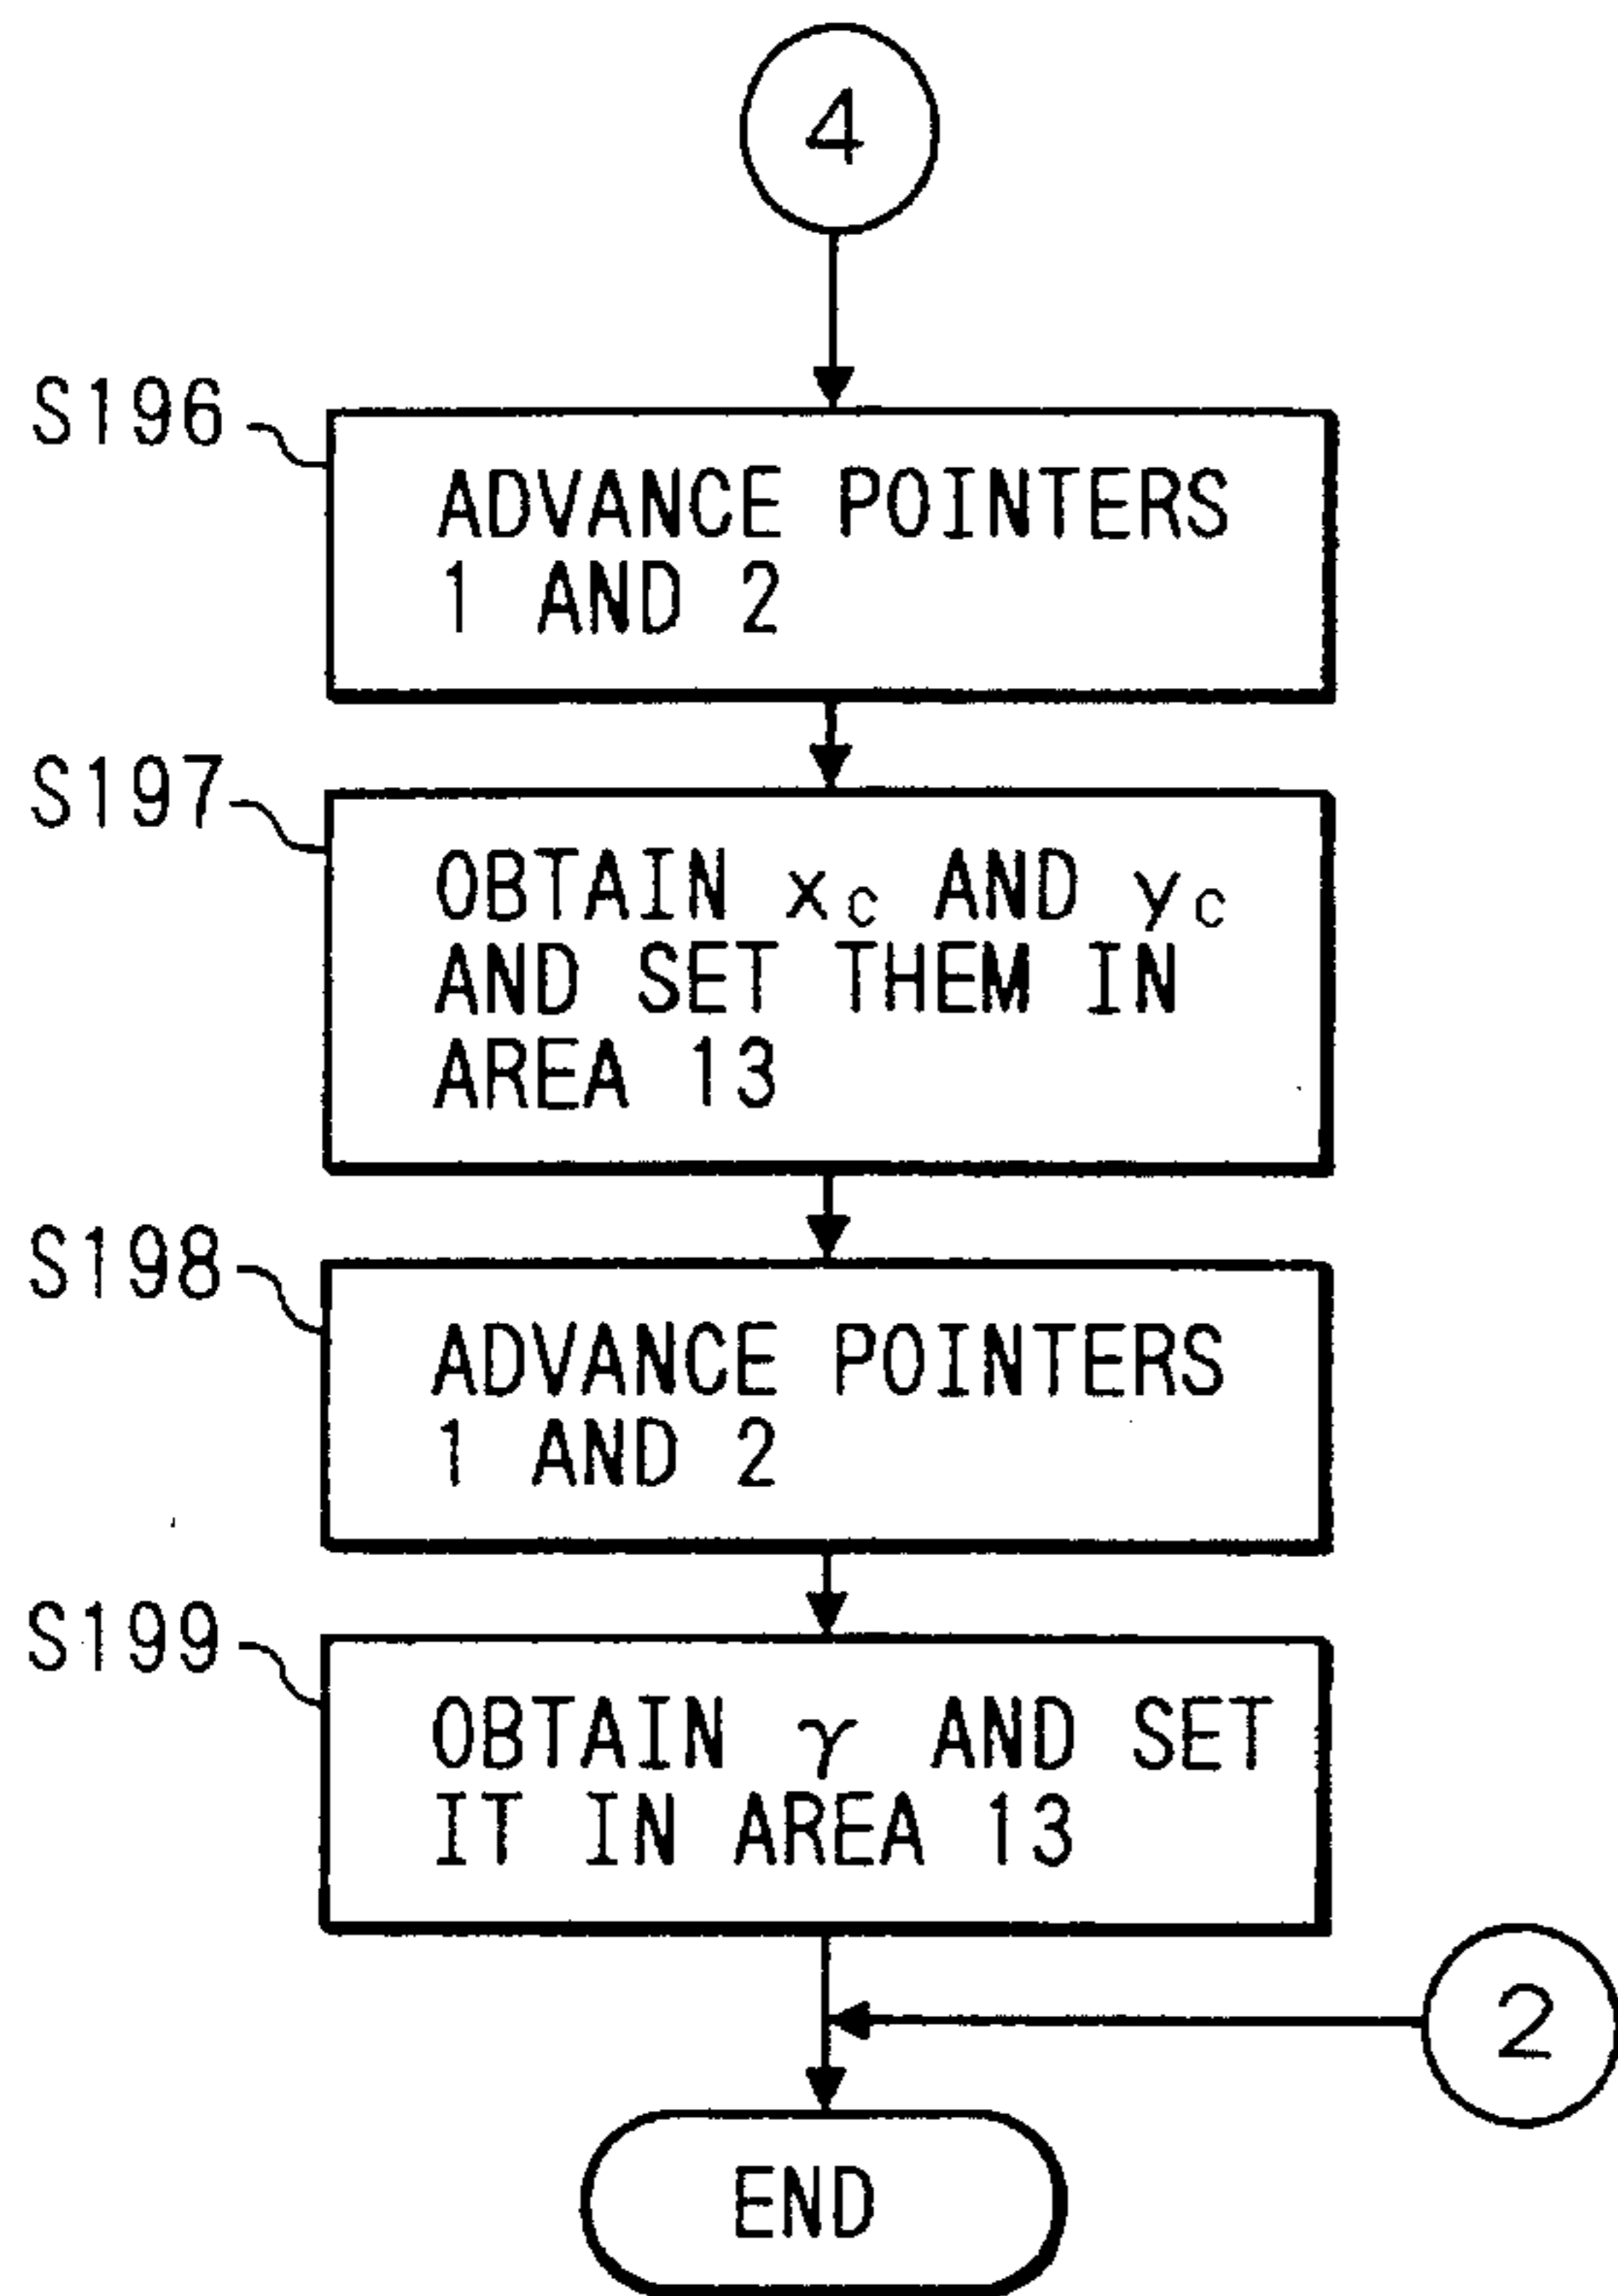 4
S196
ADVANCE POINTERS
1 AND 2
S197
OBTAIN xc AND yc
AND SET THEM IN
AREA 13
S198
ADVANCE POINTERS
1 AND 2
S199
OBTAIN γ AND SET
IT IN AREA 13
2
END